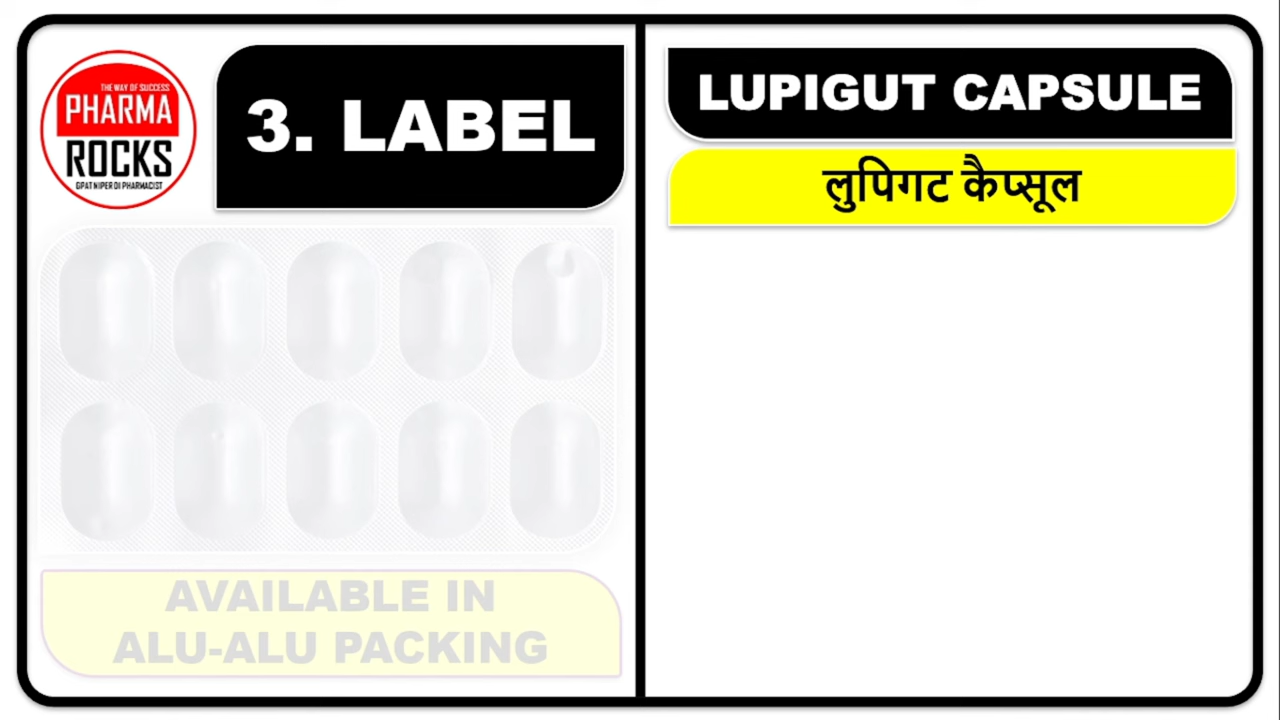 THE WAY OF SUCCESS
PHARMA
ROCKS
GPAT NIPER DI PHARMACIST
3. LABEL
AVAILABLE IN
ALU-ALU PACKING
LUPIGUT CAPSULE
लुपिगट कैप्सूल